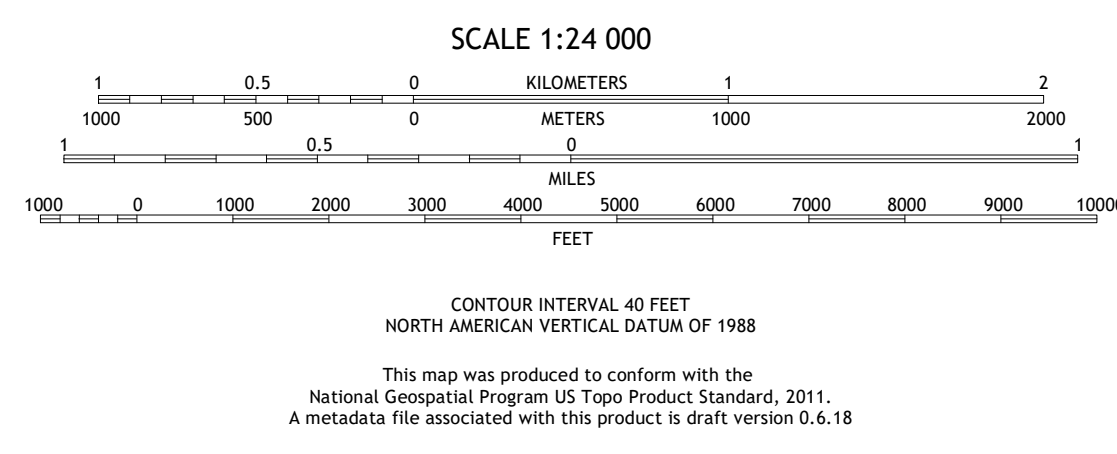 SCALE 1:24 000
1 0.5 0 KILOMETERS 1 2
1000 500 0 METERS 1000 2000
1 0.5 0 1
MILES
1000 0 1000 2000 3000 4000 5000 6000 7000 8000 9000 10000
FEET
CONTOUR INTERVAL 40 FEET
NORTH AMERICAN VERTICAL DATUM OF 1988
This map was produced to conform with the
National Geospatial Program US Topo Product Standard, 2011.
A metadata file associated with this product is draft version 0.6.18